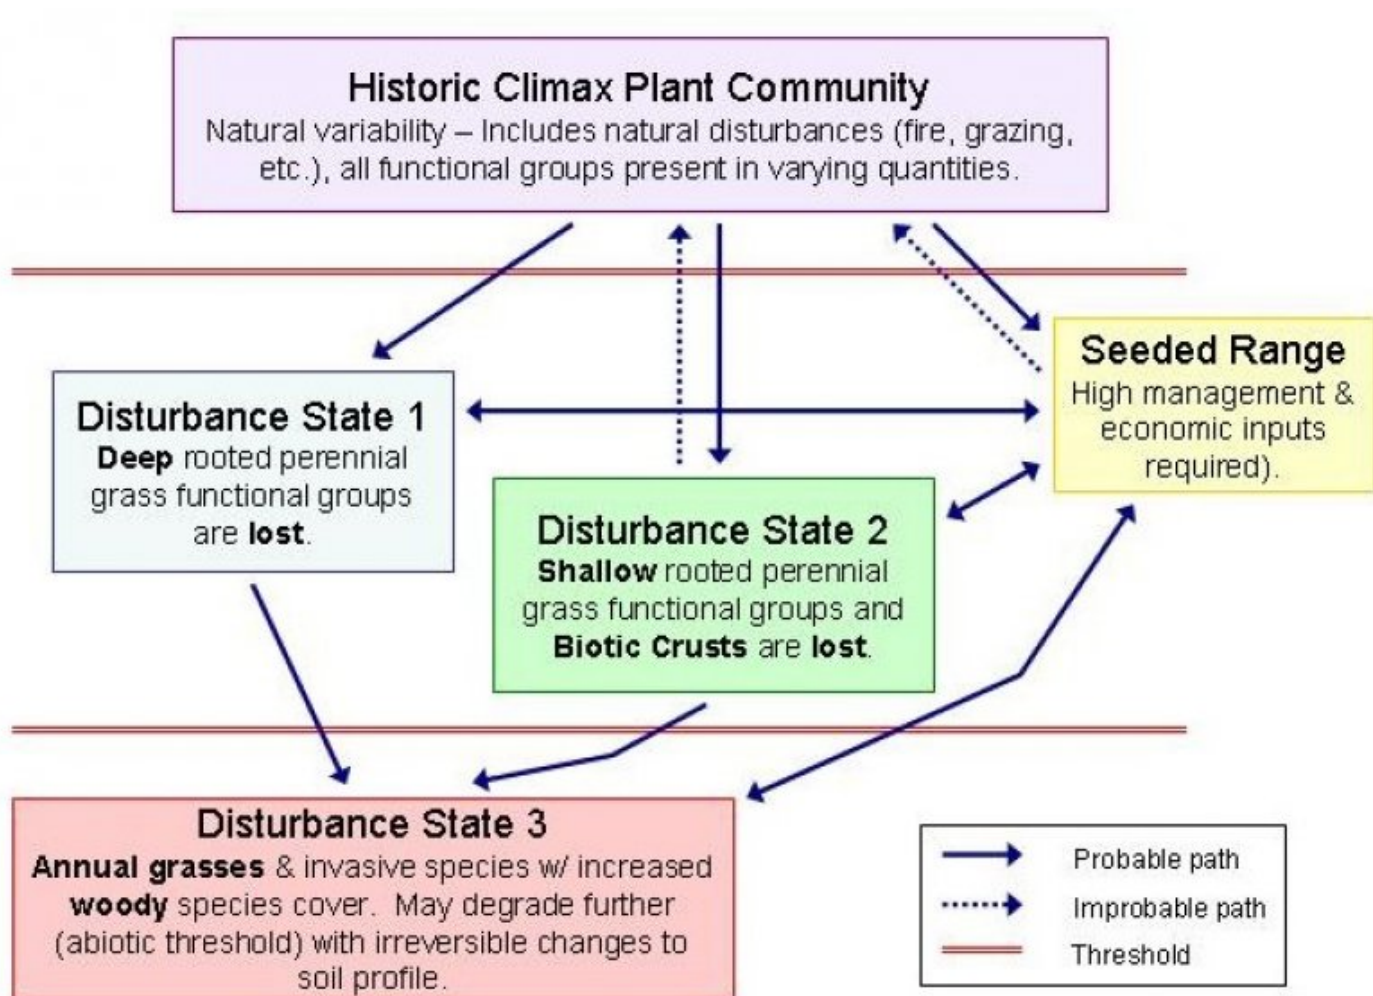 Historic Climax Plant Community
Natural variability – Includes natural disturbances (fire, grazing,
etc.), all functional groups present in varying quantities.
Seeded Range
High management &
economic inputs
required).
Disturbance State 1
Deep rooted perennial
grass functional groups
are lost.
Disturbance State 2
Shallow rooted perennial
grass functional groups and
Biotic Crusts are lost.
Disturbance State 3
Annual grasses & invasive species w/ increased
woody species cover. May degrade further
(abiotic threshold) with irreversible changes to
soil profile.
Probable path
Improbable path
Threshold